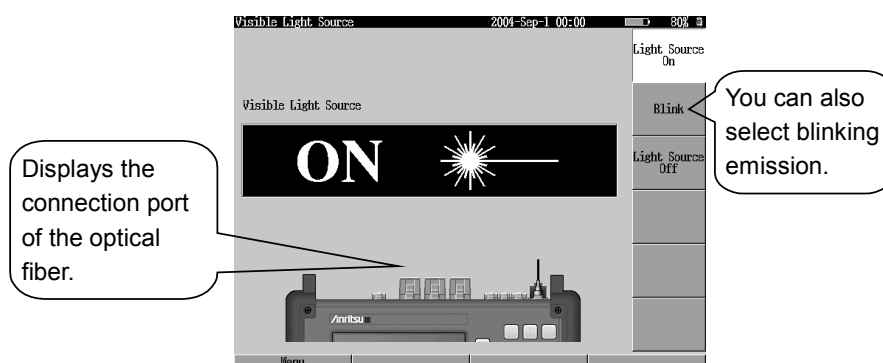 Visible Light Source 2004-Sep-1 00:00 80%
Light Source
On
Visible Light Source
Blink
You can also
select blinking
emission.
ON
Light Source
Off
Displays the
connection port
of the optical
fiber.
Anritsu
Menu